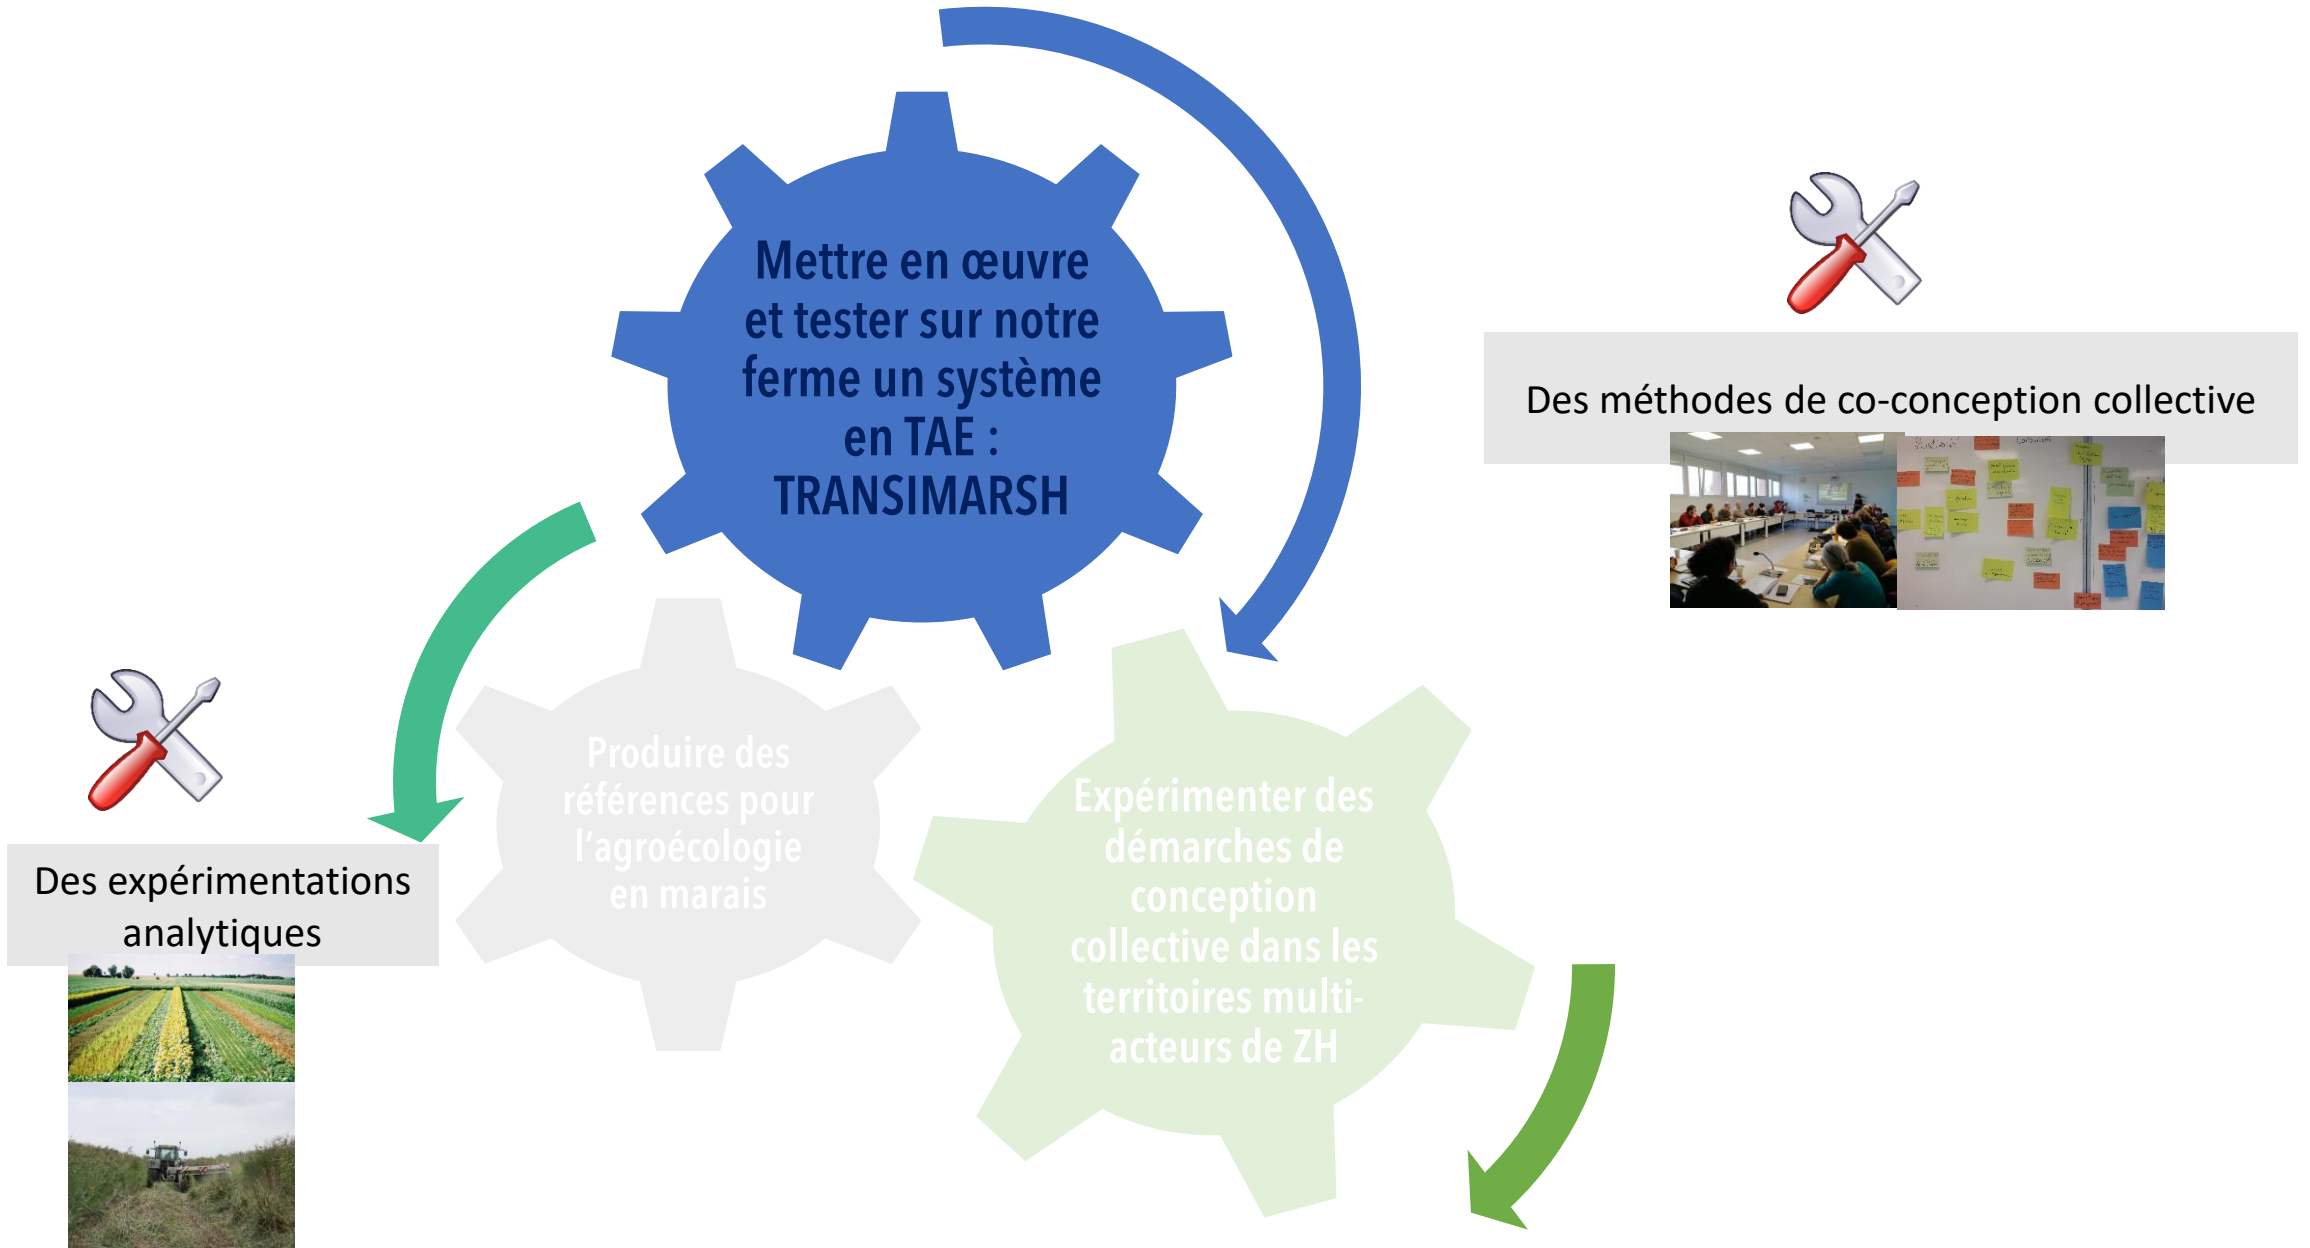 Mettre en œuvre
et tester sur notre
ferme un système
en TAE :
TRANSIMARSH
Des méthodes de co-conception collective
Produire des
références pour
l'agroécologie
en marais
Expérimenter des
démarches de
conception
collective dans les
territoires multi-
acteurs de ZH
Des expérimentations
analytiques